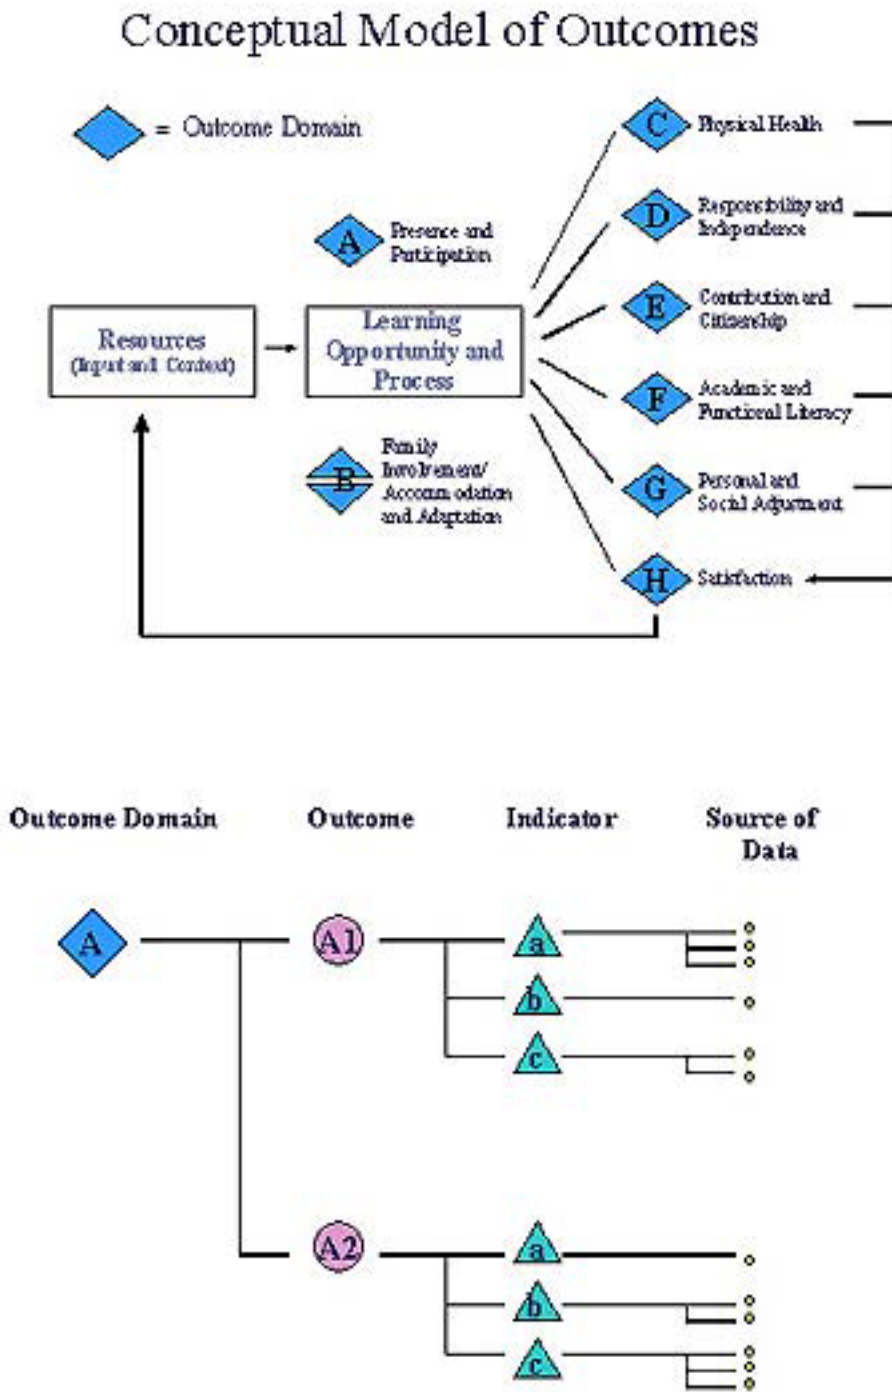 Conceptual Model of Outcomes
= Outcome Domain
A
Presence and
Participation
Resources
(Input and Context)
Learning
Opportunity and
Process
B
Family
Involvement/
Accommodation
and Adaptation
C
Physical Health
D
Responsibility and
Independence
E
Contribution and
Citizenship
F
Academic and
Functional Literacy
G
Personal and
Social Adjustment
H
Satisfaction
Outcome Domain
Outcome
Indicator
Source of
Data
A
A1
a
b
c
A2
a
b
c